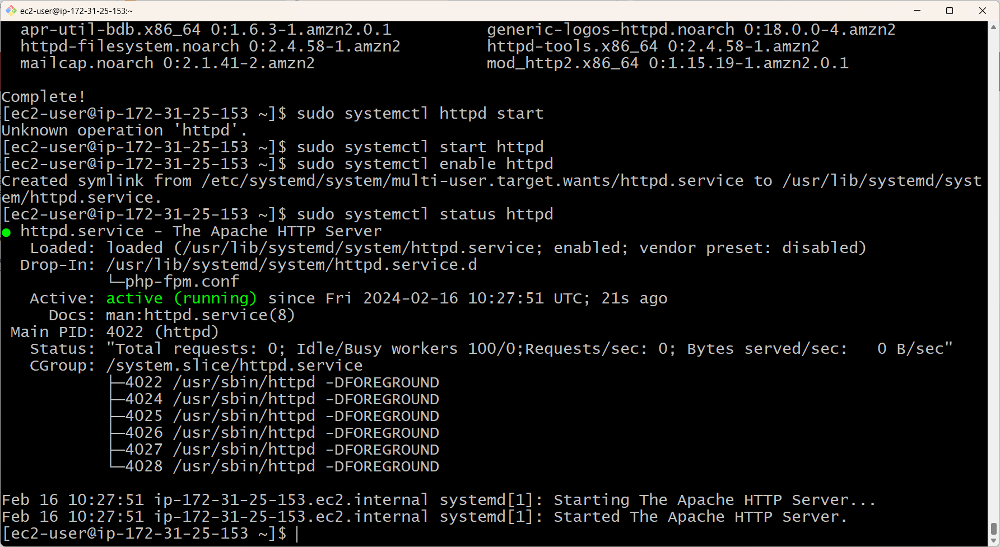 ec2-user@ip-172-31-25-153:~
apr-util-bdb.x86_64 0:1.6.3-1.amzn2.0.1 generic-logos-httpd.noarch 0:18.0.0-4.amzn2
httpd-filesystem.noarch 0:2.4.58-1.amzn2 httpd-tools.x86_64 0:2.4.58-1.amzn2
mailcap.noarch 0:2.1.41-2.amzn2 mod_http2.x86_64 0:1.15.19-1.amzn2.0.1
Complete!
[ec2-user@ip-172-31-25-153 ~]$ sudo systemctl httpd start
Unknown operation 'httpd'.
[ec2-user@ip-172-31-25-153 ~]$ sudo systemctl start httpd
[ec2-user@ip-172-31-25-153 ~]$ sudo systemctl enable httpd
Created symlink from /etc/systemd/system/multi-user.target.wants/httpd.service to /usr/lib/systemd/syst
em/httpd.service.
[ec2-user@ip-172-31-25-153 ~]$ sudo systemctl status httpd
● httpd.service - The Apache HTTP Server
Loaded: loaded (/usr/lib/systemd/system/httpd.service; enabled; vendor preset: disabled)
Drop-In: /usr/lib/systemd/system/httpd.service.d
└─php-fpm.conf
Active: active (running) since Fri 2024-02-16 10:27:51 UTC; 21s ago
Docs: man:httpd.service(8)
Main PID: 4022 (httpd)
Status: "Total requests: 0; Idle/Busy workers 100/0;Requests/sec: 0; Bytes served/sec:   0 B/sec"
CGroup: /system.slice/httpd.service
├─4022 /usr/sbin/httpd -DFOREGROUND
├─4024 /usr/sbin/httpd -DFOREGROUND
├─4025 /usr/sbin/httpd -DFOREGROUND
├─4026 /usr/sbin/httpd -DFOREGROUND
├─4027 /usr/sbin/httpd -DFOREGROUND
└─4028 /usr/sbin/httpd -DFOREGROUND
Feb 16 10:27:51 ip-172-31-25-153.ec2.internal systemd[1]: Starting The Apache HTTP Server...
Feb 16 10:27:51 ip-172-31-25-153.ec2.internal systemd[1]: Started The Apache HTTP Server.
[ec2-user@ip-172-31-25-153 ~]$